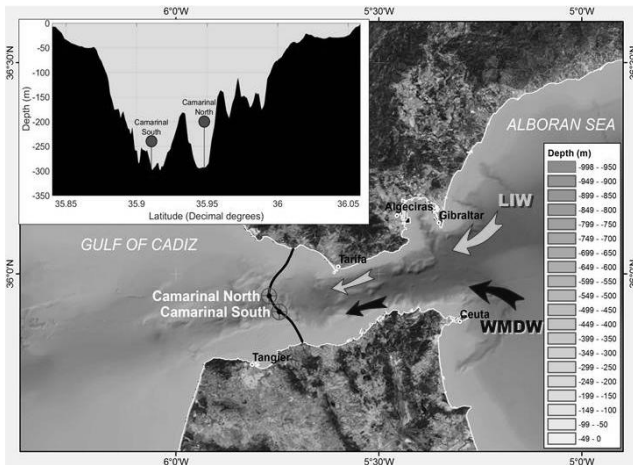 6°0'W
5°30'W
5°0'W
36°30'N
36°30'N
36°0'N
36°0'N
0
-50
-100
-150
-200
-250
-300
-350
Depth (m)
Camarinal
South
Camarinal
North
35.85
35.9
35.95
36
36.05
Latitude (Decimal degrees)
ALBORAN SEA
GULF OF CADIZ
Algeciras
Gibraltar
LIW
Tarifa
Camarinal North
Camarinal South
Ceuta
WMDW
Tangier
Depth (m)
-998 - -950
-949 - -900
-899 - -850
-849 - -800
-799 - -750
-749 - -700
-699 - -650
-649 - -600
-599 - -550
-549 - -500
-499 - -450
-449 - -400
-399 - -350
-349 - -300
-299 - -250
-249 - -200
-199 - -150
-149 - -100
-99 - -50
-49 - 0
6°0'W
5°30'W
5°0'W